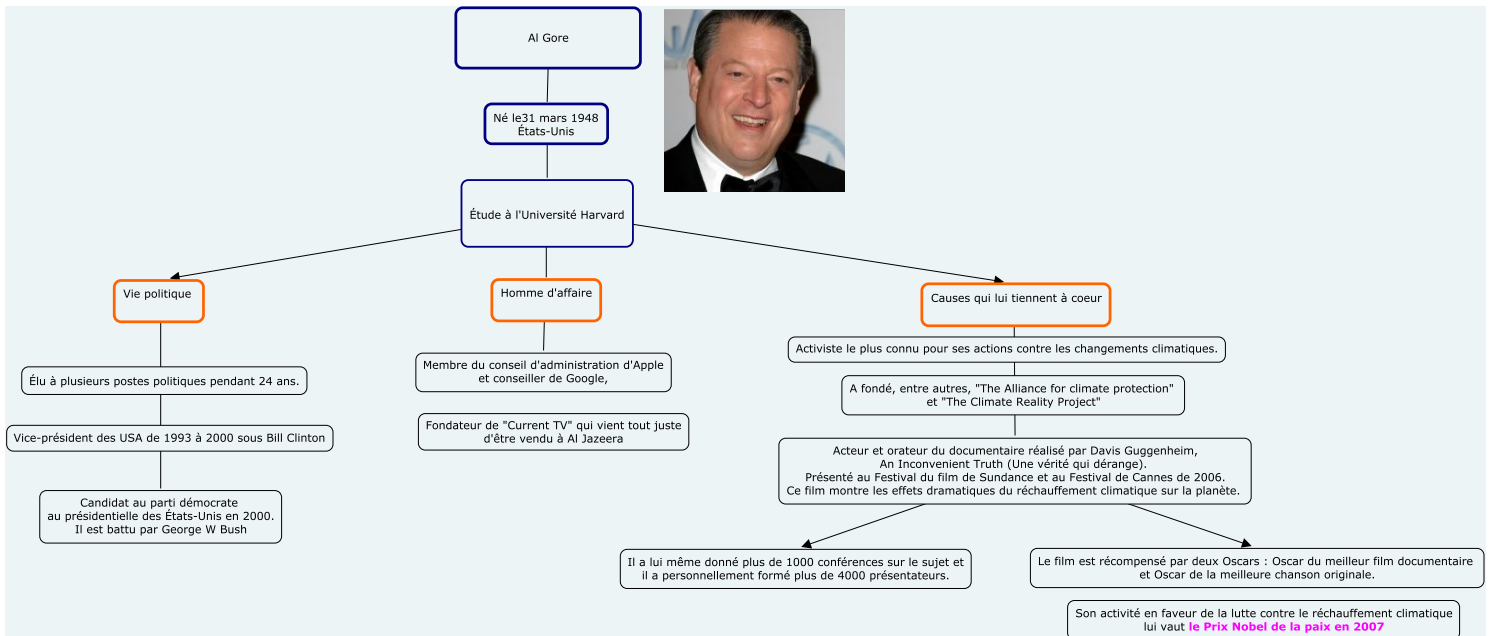 Al Gore
Né le31 mars 1948
États-Unis
Étude à l'Université Harvard
Vie politique
Élu à plusieurs postes politiques pendant 24 ans.
Vice-président des USA de 1993 à 2000 sous Bill Clinton
Candidat au parti démocrate
au présidentielle des États-Unis en 2000.
Il est battu par George W Bush
Homme d'affaire
Membre du conseil d'administration d'Apple
et conseiller de Google,
Fondateur de "Current TV" qui vient tout juste
d'être vendu à Al Jazeera
Causes qui lui tiennent à coeur
Activiste le plus connu pour ses actions contre les changements climatiques.
A fondé, entre autres, "The Alliance for climate protection"
et "The Climate Reality Project"
Acteur et orateur du documentaire réalisé par Davis Guggenheim,
An Inconvenient Truth (Une vérité qui dérange).
Présenté au Festival du film de Sundance et au Festival de Cannes de 2006.
Ce film montre les effets dramatiques du réchauffement climatique sur la planète.
Il a lui même donné plus de 1000 conférences sur le sujet et
il a personnellement formé plus de 4000 présentateurs.
Le film est récompensé par deux Oscars : Oscar du meilleur film documentaire
et Oscar de la meilleure chanson originale.
Son activité en faveur de la lutte contre le réchauffement climatique
lui vaut le Prix Nobel de la paix en 2007